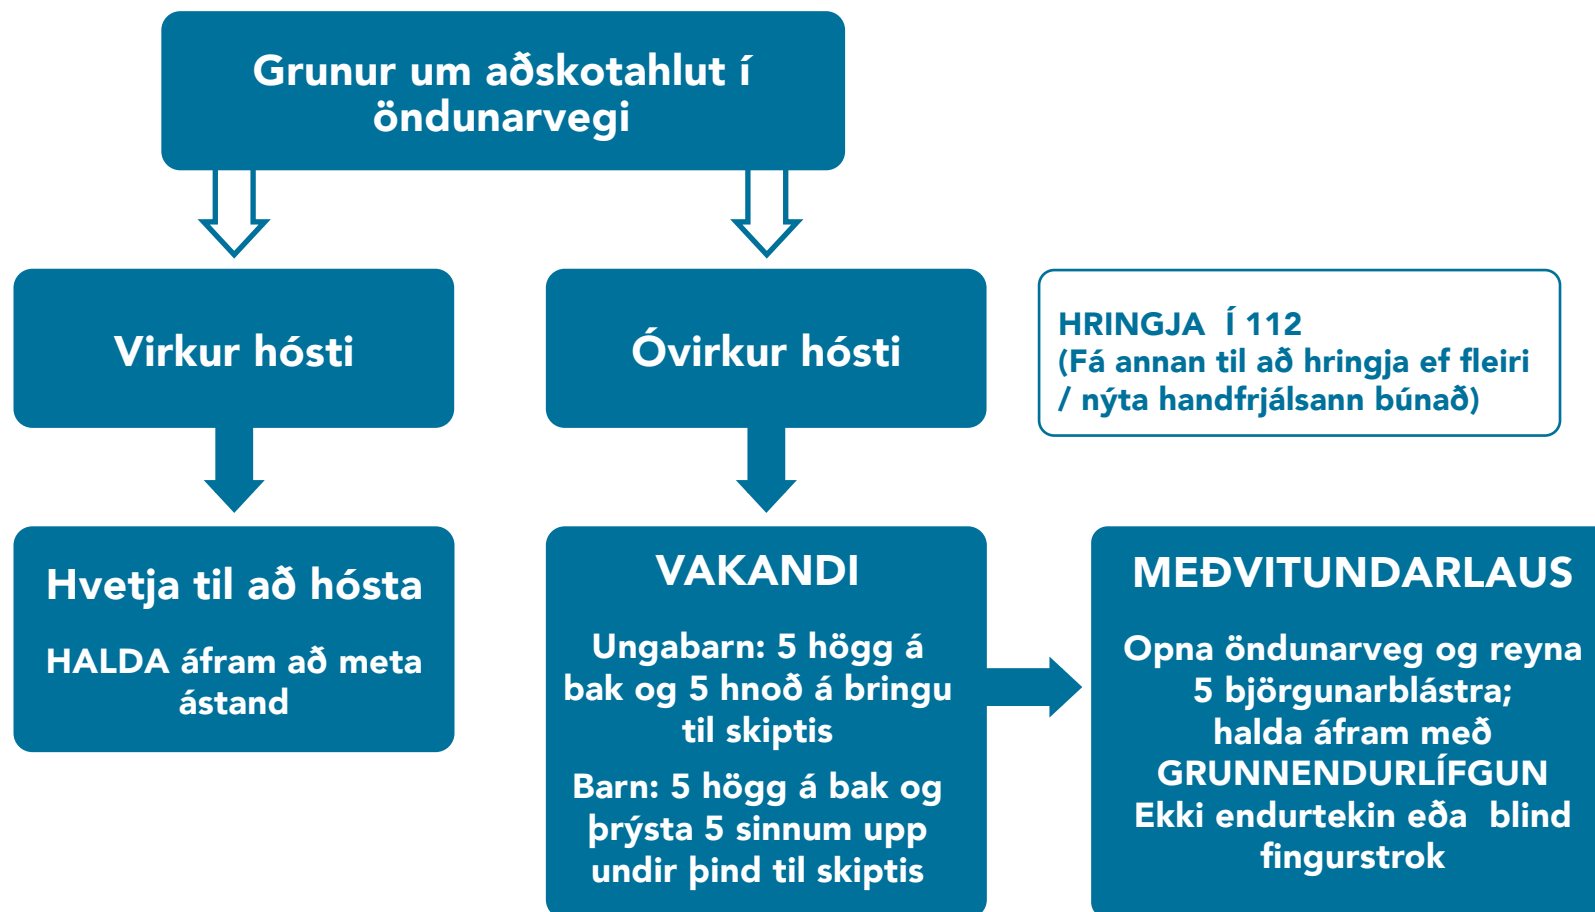 Grunur um aðskotahlut í
öndunarvegi
Virkur hósti
Óvirkur hósti
HRINGJA Í 112
(Fá annan til að hringja ef fleiri
/ nýta handfrjálsann búnað)
Hvetja til að hósta
HALDA áfram að meta
ástand
VAKANDI
Ungabarn: 5 högg á
bak og 5 hnoð á bringu
til skiptis
Barn: 5 högg á bak og
þrýsta 5 sinnum upp
undir þind til skiptis
MEÐVITUNDARLAUS
Opna öndunarveg og reyna
5 björgunarblástra;
halda áfram með
GRUNNENDURLÍFGUN
Ekki endurtekin eða blind
fingurstrok